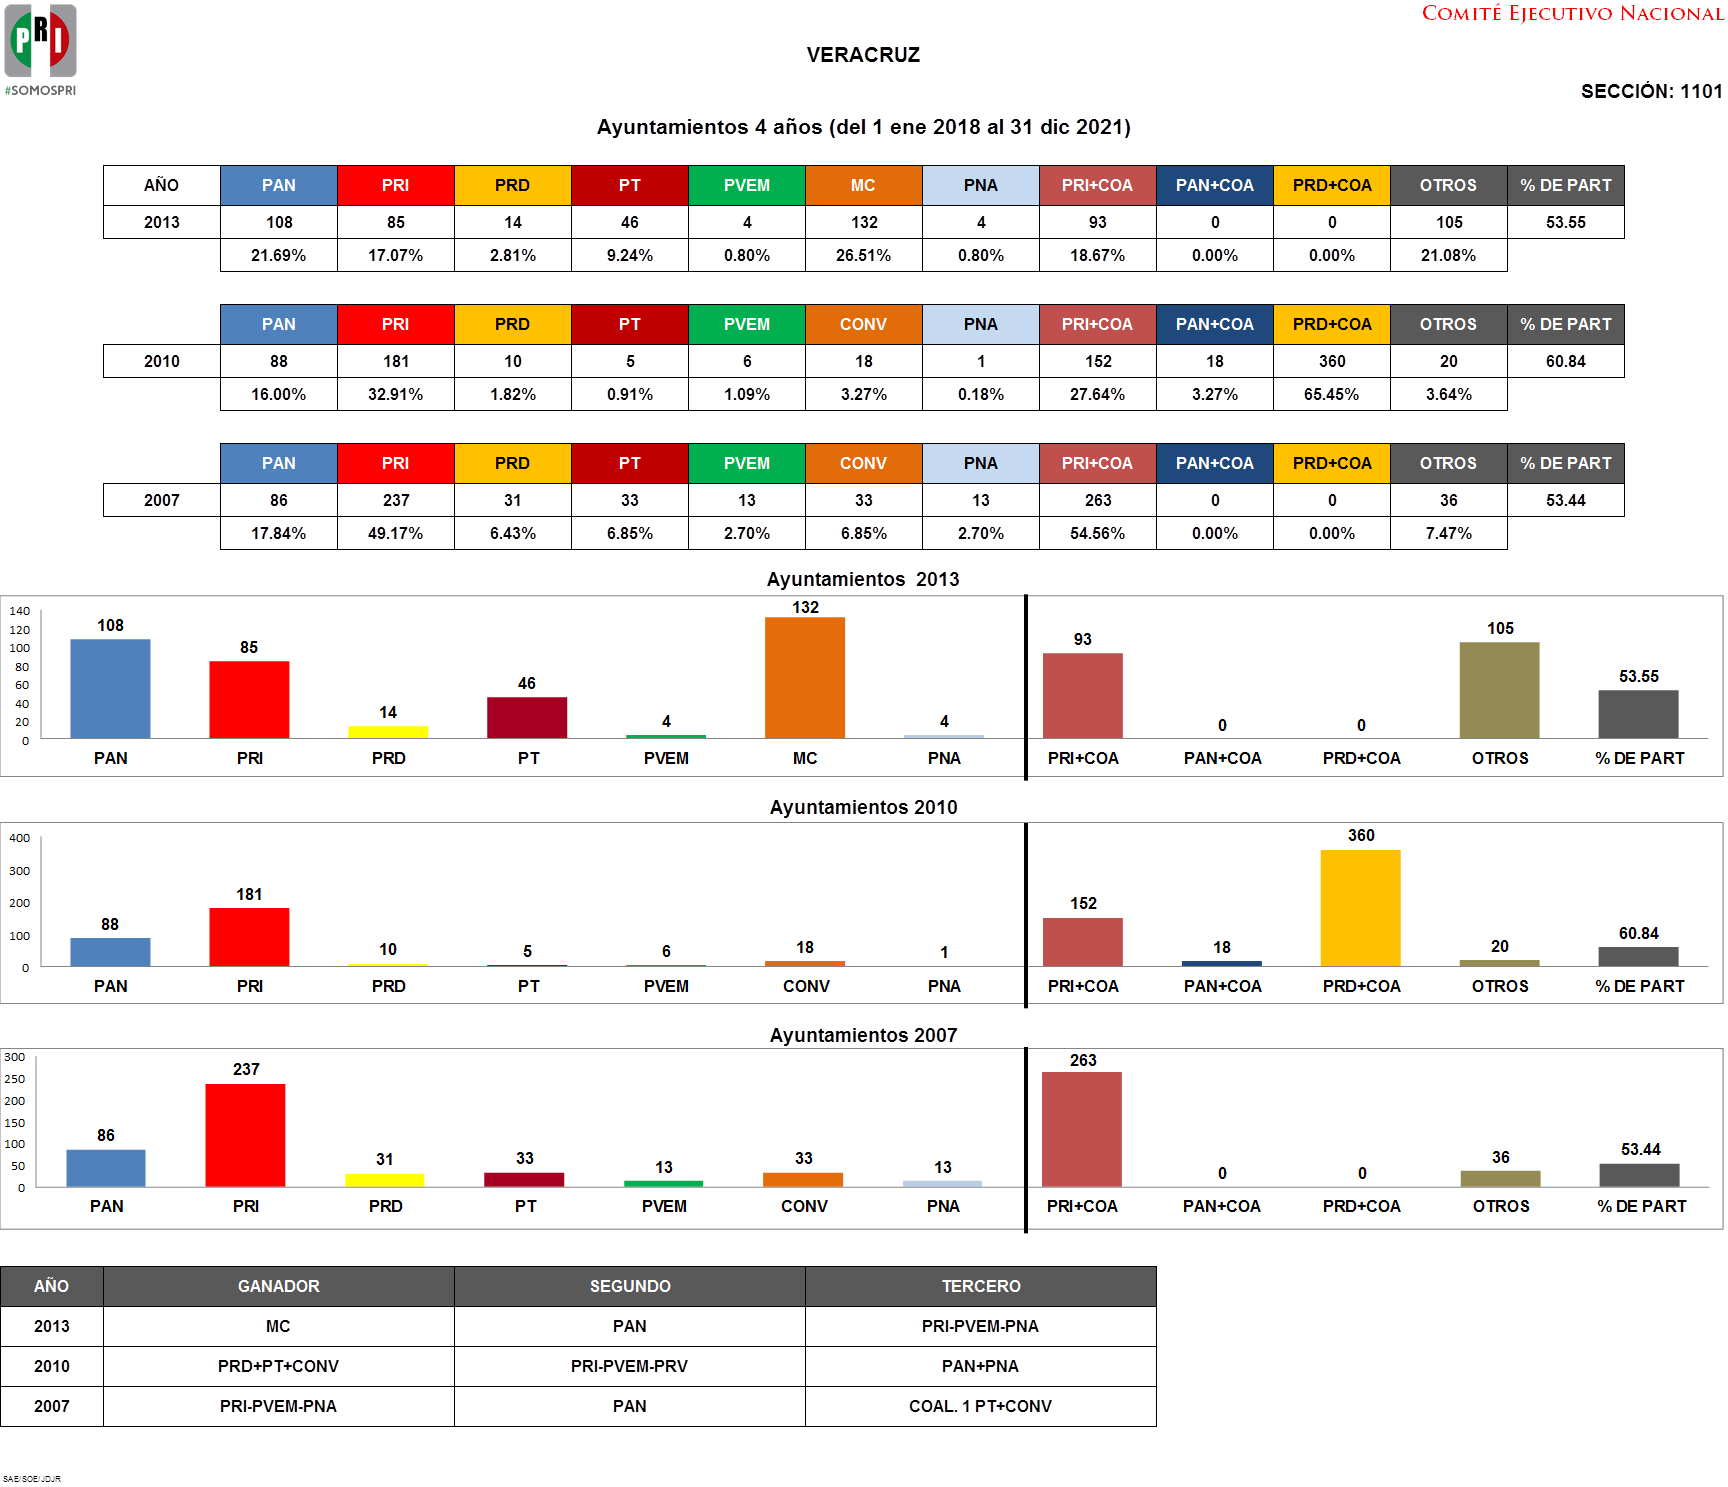 PRI
#SOMOSPRI
COMITÉ EJECUTIVO NACIONAL
VERACRUZ
SECCIÓN: 1101
Ayuntamientos 4 años (del 1 ene 2018 al 31 dic 2021)
AÑO PAN PRI PRD PT PVEM MC PNA PRI+COA PAN+COA PRD+COA OTROS % DE PART
2013 108 85 14 46 4 132 4 93 0 0 105 53.55
21.69% 17.07% 2.81% 9.24% 0.80% 26.51% 0.80% 18.67% 0.00% 0.00% 21.08%
PAN PRI PRD PT PVEM CONV PNA PRI+COA PAN+COA PRD+COA OTROS % DE PART
2010 88 181 10 5 6 18 1 152 18 360 20 60.84
16.00% 32.91% 1.82% 0.91% 1.09% 3.27% 0.18% 27.64% 3.27% 65.45% 3.64%
PAN PRI PRD PT PVEM CONV PNA PRI+COA PAN+COA PRD+COA OTROS % DE PART
2007 86 237 31 33 13 33 13 263 0 0 36 53.44
17.84% 49.17% 6.43% 6.85% 2.70% 6.85% 2.70% 54.56% 0.00% 0.00% 7.47%
Ayuntamientos 2013
140
120
100
80
60
40
20
0
108 85 14 46 4 132 4 93 0 0 105 53.55
PAN PRI PRD PT PVEM MC PNA PRI+COA PAN+COA PRD+COA OTROS % DE PART
Ayuntamientos 2010
400
300
200
100
0
88 181 10 5 6 18 1 152 18 360 20 60.84
PAN PRI PRD PT PVEM CONV PNA PRI+COA PAN+COA PRD+COA OTROS % DE PART
Ayuntamientos 2007
300
250
200
150
100
50
0
86 237 31 33 13 33 13 263 0 0 36 53.44
PAN PRI PRD PT PVEM CONV PNA PRI+COA PAN+COA PRD+COA OTROS % DE PART
AÑO GANADOR SEGUNDO TERCERO
2013 MC PAN PRI-PVEM-PNA
2010 PRD+PT+CONV PRI-PVEM-PRV PAN+PNA
2007 PRI-PVEM-PNA PAN COAL. 1 PT+CONV
SAE/SOE/JDJR